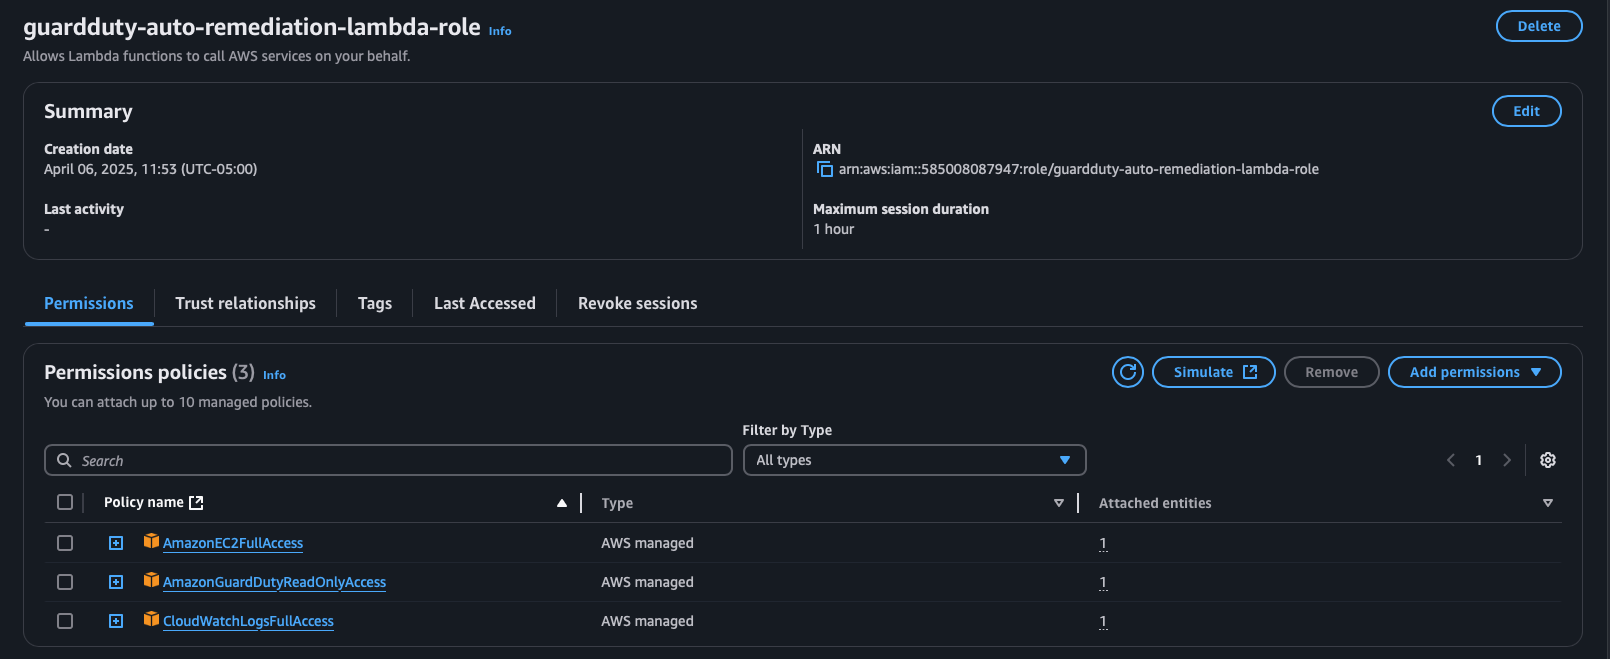 guardduty-auto-remediation-lambda-role Info
Delete
Allows Lambda functions to call AWS services on your behalf.
Summary
Edit
Creation date
April 06, 2025, 11:53 (UTC-05:00)
ARN
arn:aws:iam::585008087947:role/guardduty-auto-remediation-lambda-role
Last activity
-
Maximum session duration
1 hour
Permissions Trust relationships Tags Last Accessed Revoke sessions
Permissions policies (3) Info
Simulate Remove Add permissions
You can attach up to 10 managed policies.
Filter by Type
Search
All types
1
Policy name Type Attached entities
AmazonEC2FullAccess AWS managed 1
AmazonGuardDutyReadOnlyAccess AWS managed 1
CloudWatchLogsFullAccess AWS managed 1